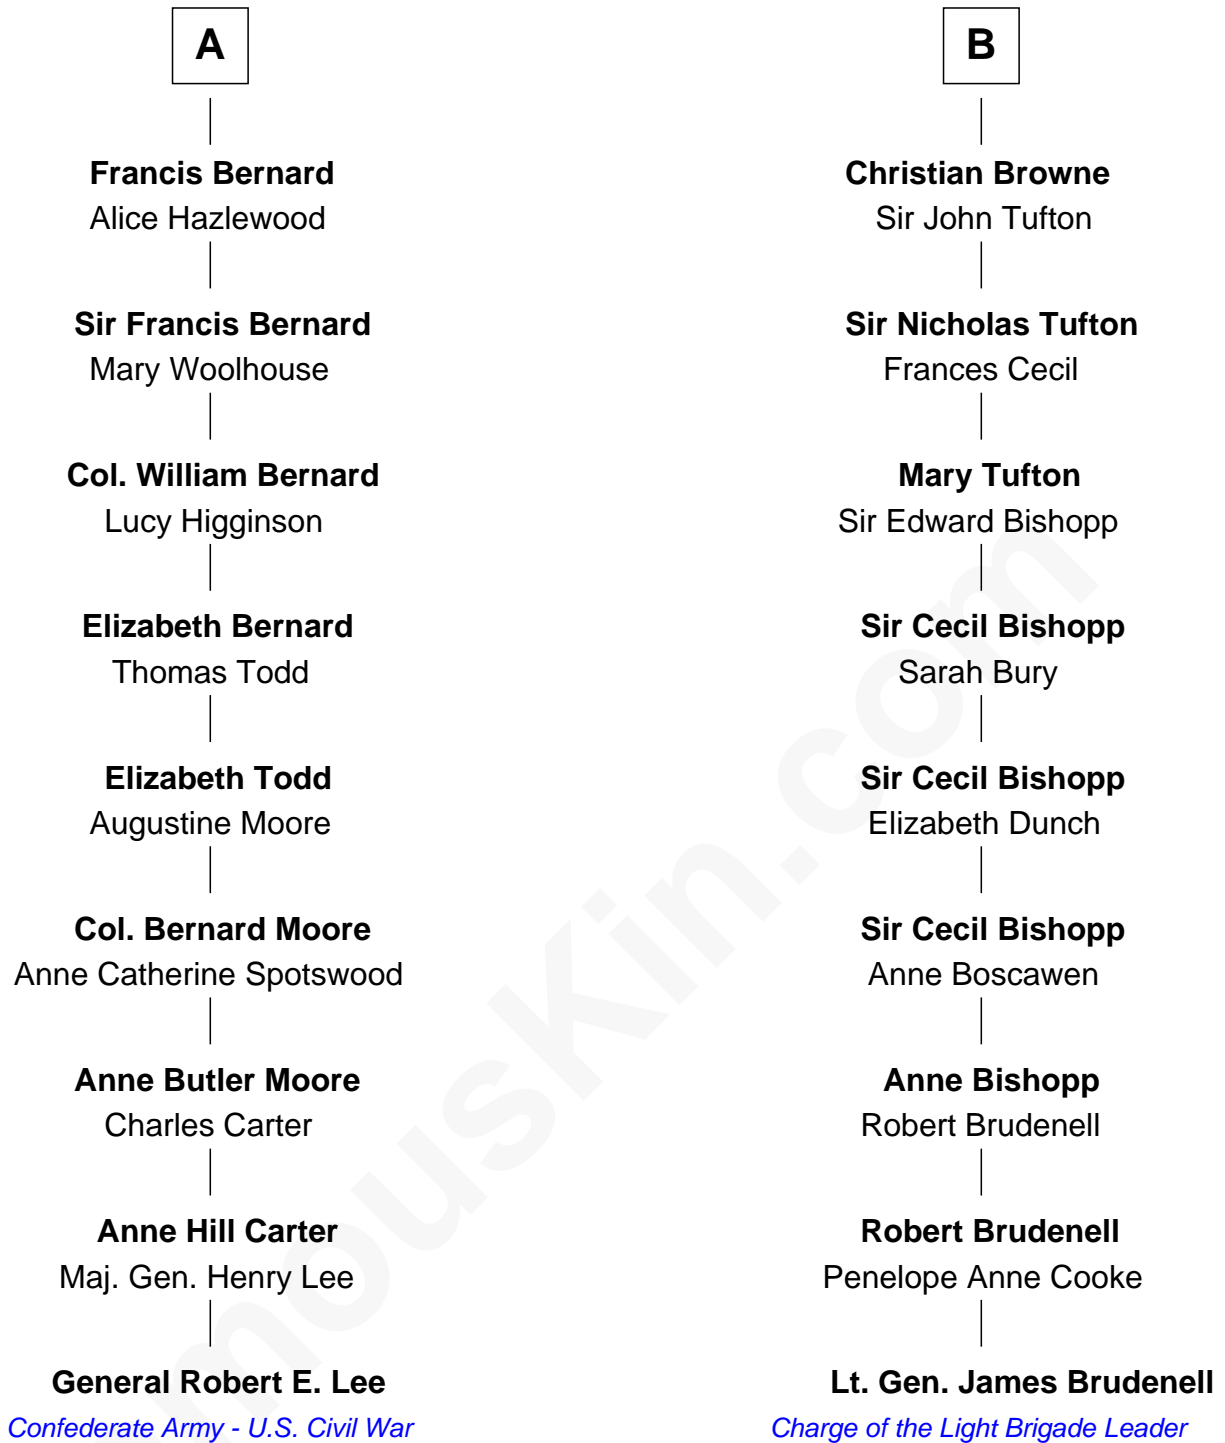 A
Francis Bernard
Alice Hazlewood
Sir Francis Bernard
Mary Woolhouse
Col. William Bernard
Lucy Higginson
Elizabeth Bernard
Thomas Todd
Elizabeth Todd
Augustine Moore
Col. Bernard Moore
Anne Catherine Spotswood
Anne Butler Moore
Charles Carter
Anne Hill Carter
Maj. Gen. Henry Lee
General Robert E. Lee
Confederate Army - U.S. Civil War
B
Christian Browne
Sir John Tufton
Sir Nicholas Tufton
Frances Cecil
Mary Tufton
Sir Edward Bishopp
Sir Cecil Bishopp
Sarah Bury
Sir Cecil Bishopp
Elizabeth Dunch
Sir Cecil Bishopp
Anne Boscawen
Anne Bishopp
Robert Brudenell
Robert Brudenell
Penelope Anne Cooke
Lt. Gen. James Brudenell
Charge of the Light Brigade Leader
mouskin.com